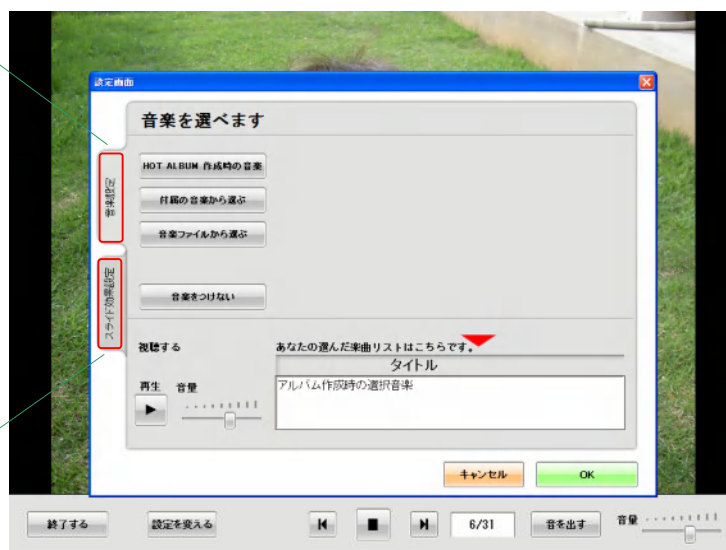 設定画面
音楽を選べます
音楽設定
スライド効果設定
HOT ALBUM 作成時の音楽
付属の音楽から選ぶ
音楽ファイルから選ぶ
音楽をつけない
視聴する
あなたの選んだ楽曲リストはこちらです。
タイトル
再生 音量
アルバム作成時の選択音楽
キャンセル
OK
終了する
設定を変える
6/31
音を出す
音量